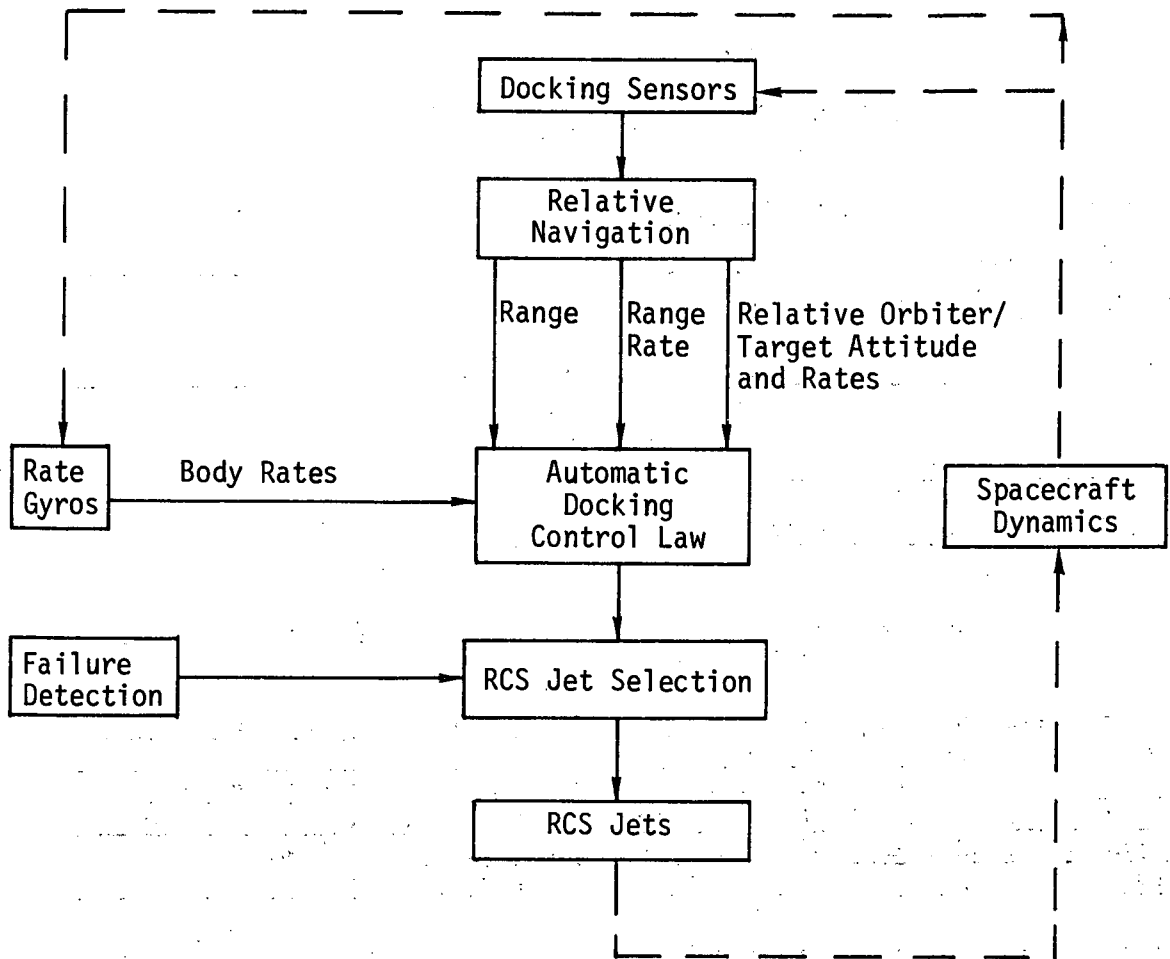 Docking Sensors
Relative
Navigation
Range
Range
Rate
Relative Orbiter/
Target Attitude
and Rates
Rate
Gyros
Body Rates
Automatic
Docking
Control Law
Spacecraft
Dynamics
Failure
Detection
RCS Jet Selection
RCS Jets